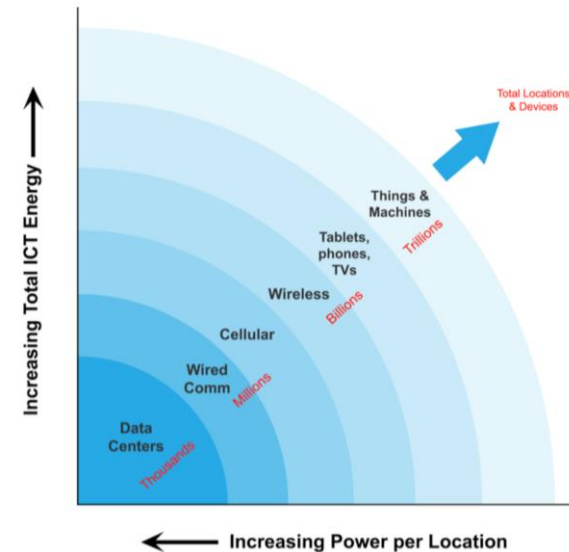 Increasing Total ICT Energy
Total Locations
& Devices
Things &
Machines
Trillions
Tablets,
phones,
TVs
Billions
Wireless
Cellular
Wired
Comm
Millions
Data
Centers
Thousands
Increasing Power per Location